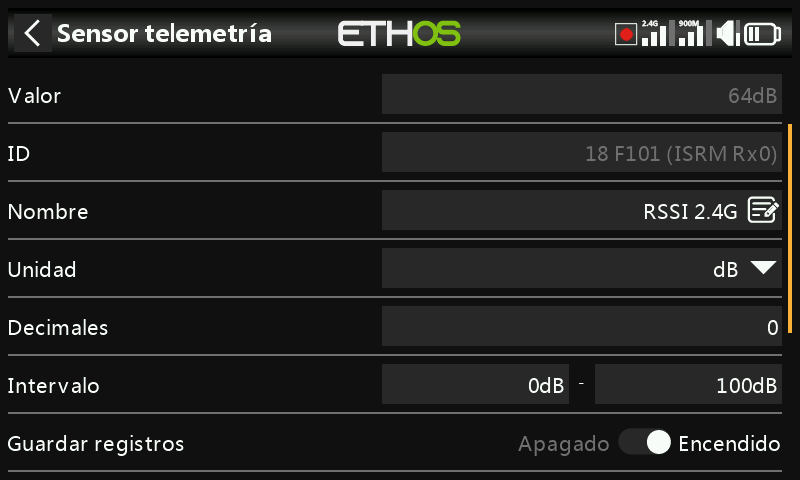 Sensor telemetría ETHOS 2.4G 900M
Valor 64dB
ID 18 F101 (ISRM Rx0)
Nombre RSSI 2.4G
Unidad dB
Decimales 0
Intervalo 0dB - 100dB
Guardar registros Apagado Encendido